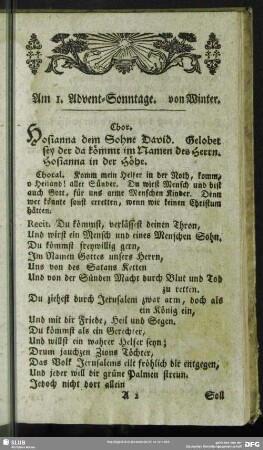 Am 1. Advent-Sonntage. von Winter.
Chor.
Hosianna dem Sohne David. Gelobet
sey der da kömmt im Namen des Herrn.
Hosianna in der Höhe.
Choral. Komm mein Helfer in der Noth, komm,
o Heiland! aller Sünder. Du wirst Mensch und bist
auch Gott, für uns arme Menschen Kinder. Denn
wer könnte sonst erretten, wenn wir keinen Christum
hätten.
Recit. Du kömmst, verlässest deinen Thron,
Und wirst ein Mensch und eines Menschen Sohn,
Du kömmst freywillig gern,
Im Namen Gottes unsers Herrn,
Uns von des Satans Ketten
Und von der Sünden Macht durch Blut und Tod
zu retten.
Du ziehest durch Jerusalem zwar arm, doch als
ein König ein,
Und mit dir Friede, Heil und Segen.
Du kömmst als ein Gerechter,
Und willst ein wahrer Helfer seyn;
Drum jauchzen Zions Töchter,
Das Volk Jerusalems eilt fröhlich dir entgegen,
Und jeder will dir grüne Palmen streun.
Jedoch nicht dort allein
A 2 Soll
SLUB
DFG